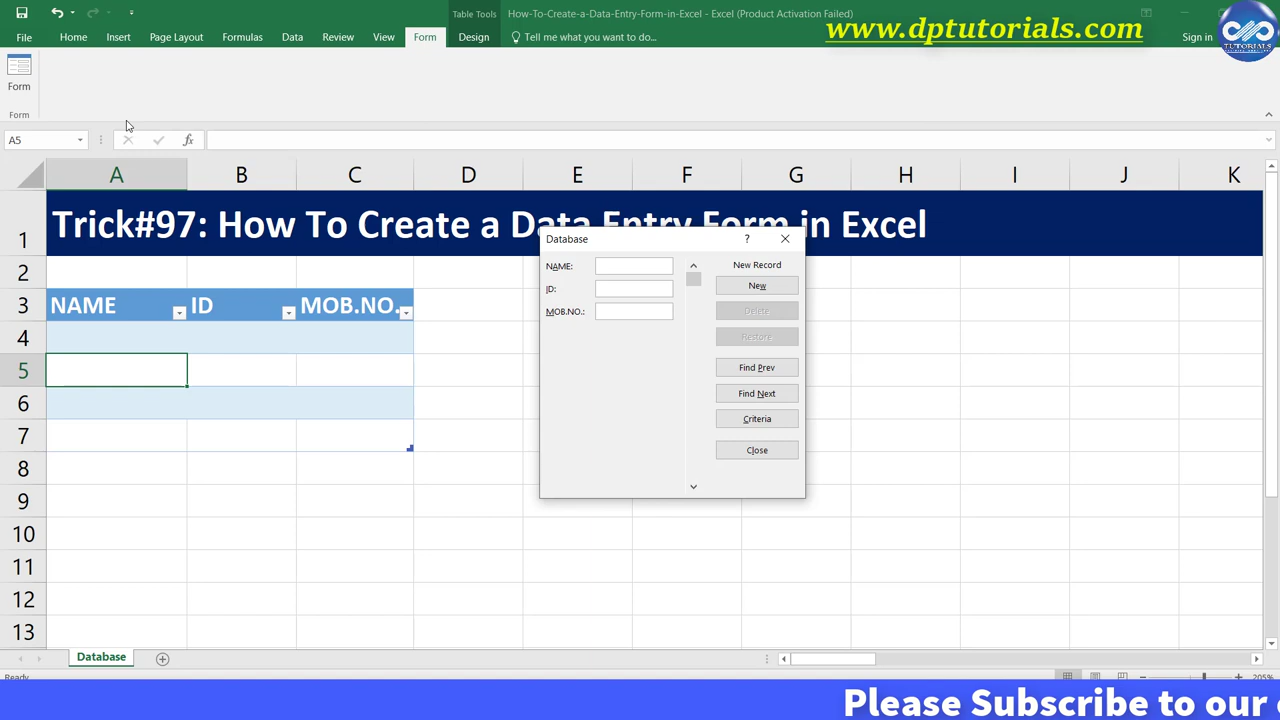 Table Tools
How-To-Create-a-Data-Entry-Form-in-Excel - Excel (Product Activation Failed)
www.dptutorials.com
TUTORIALS
File Home Insert Page Layout Formulas Data Review View Form Design Tell me what you want to do... Sign in
Form
Form
A5
fx
A B C D E F G H I J K
1 Trick#97: How To Create a Data Entry Form in Excel
2
3 NAME ID MOB.NO.
4
5
6
7
8
9
10
11
12
13
Database ?
NAME: New Record
New
ID:
MOB.NO.: Delete
Restore
Find Prev
Find Next
Criteria
Close
Database
Ready 205%
Please Subscribe to our